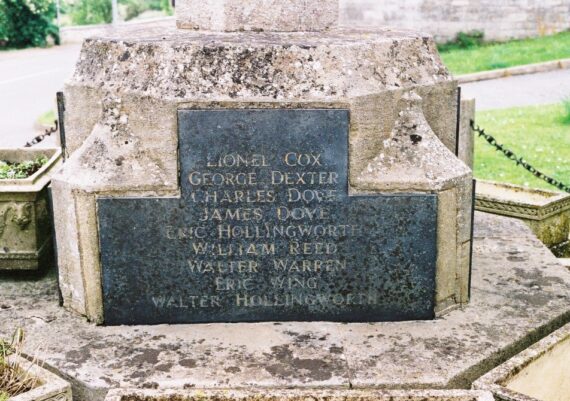 Lionel Cox
George Dexter
Charles Dove
James Dove
Eric Hollingworth
William Reed
Walter Warren
Eric Wing
Walter Hollingworth